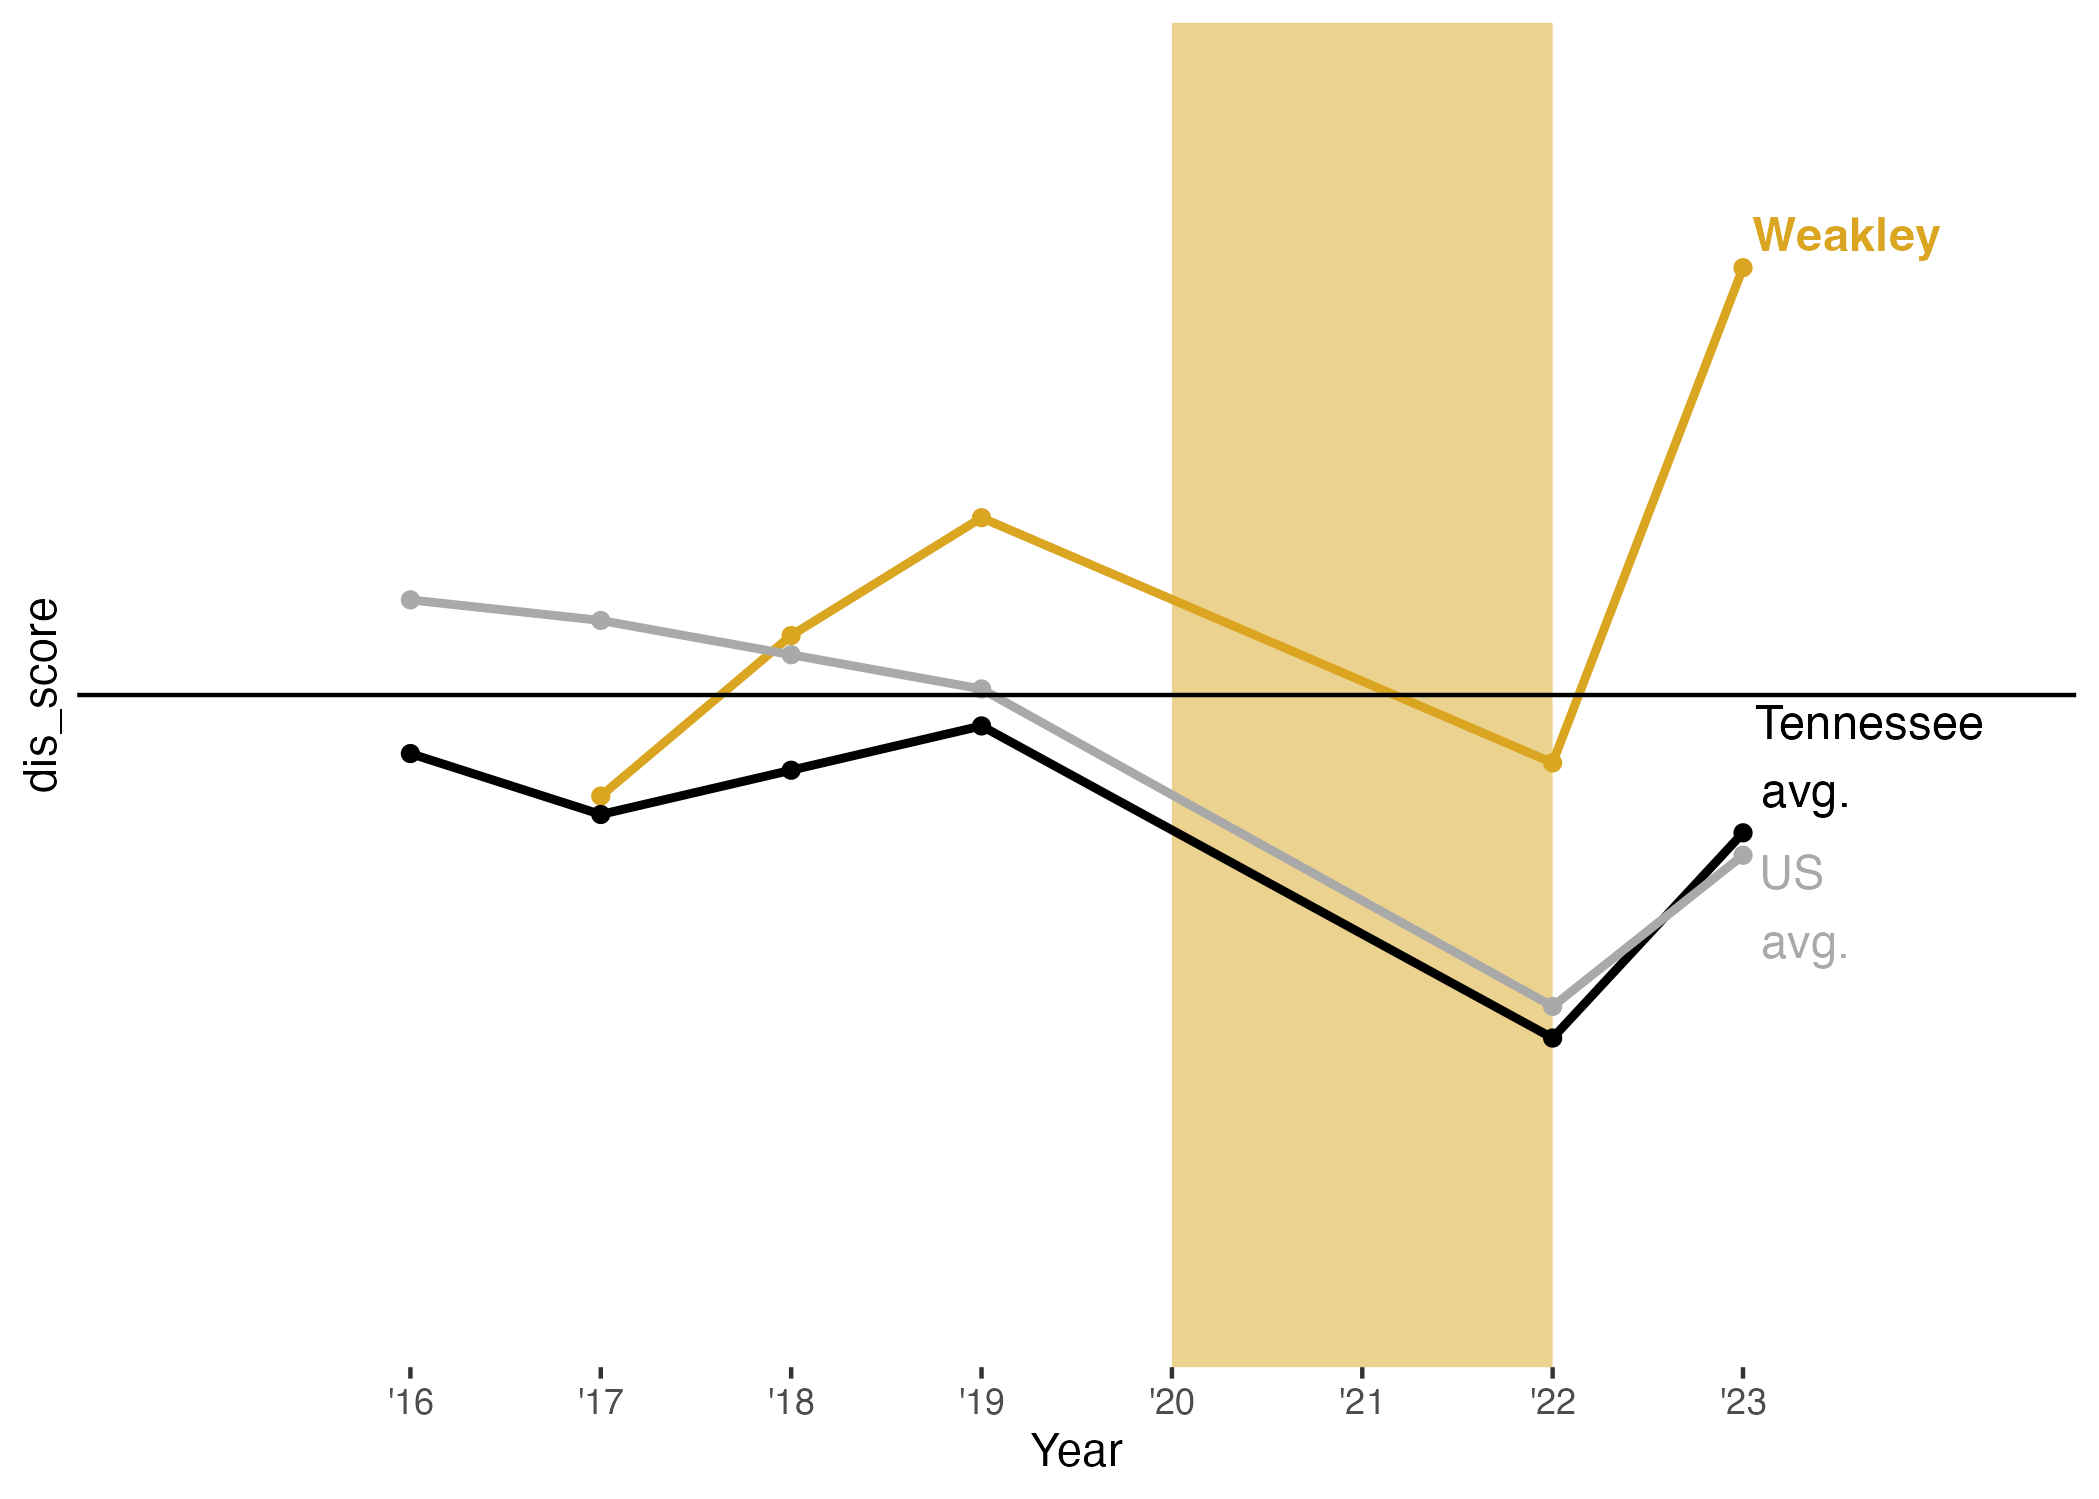 Weakley
Tennessee
avg.
US
avg.
dis_score
'16
'17
'18
'19
'20
'21
'22
'23
Year